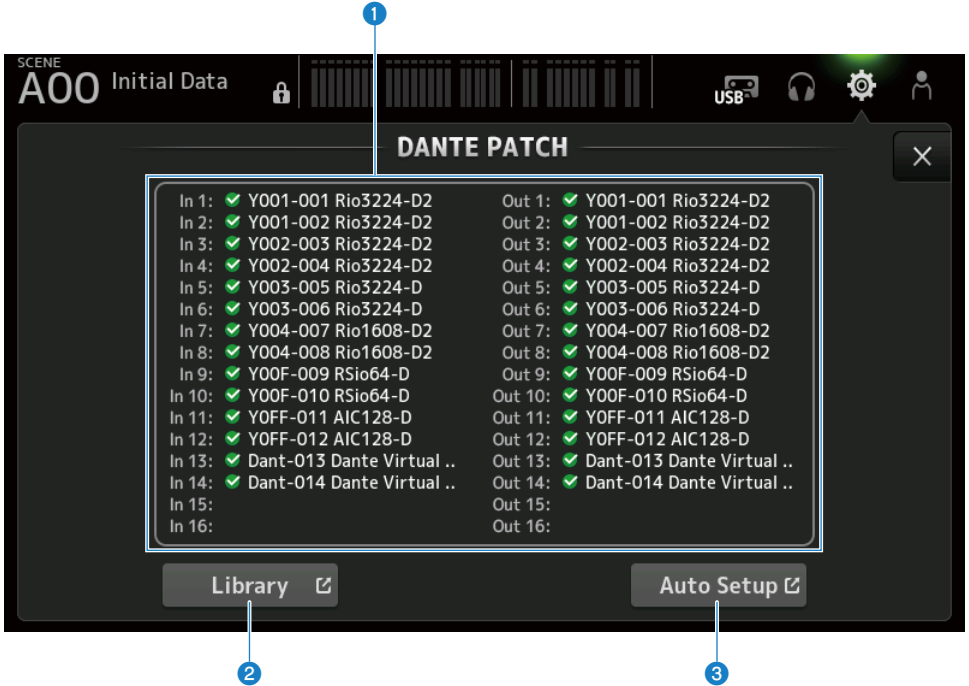 1
SCENE
A00 Initial Data
USB
DANTE PATCH
In 1: Y001-001 Rio3224-D2 Out 1: Y001-001 Rio3224-D2
In 2: Y001-002 Rio3224-D2 Out 2: Y001-002 Rio3224-D2
In 3: Y002-003 Rio3224-D2 Out 3: Y002-003 Rio3224-D2
In 4: Y002-004 Rio3224-D2 Out 4: Y002-004 Rio3224-D2
In 5: Y003-005 Rio3224-D Out 5: Y003-005 Rio3224-D
In 6: Y003-006 Rio3224-D Out 6: Y003-006 Rio3224-D
In 7: Y004-007 Rio1608-D2 Out 7: Y004-007 Rio1608-D2
In 8: Y004-008 Rio1608-D2 Out 8: Y004-008 Rio1608-D2
In 9: Y00F-009 RSio64-D Out 9: Y00F-009 RSio64-D
In 10: Y00F-010 RSio64-D Out 10: Y00F-010 RSio64-D
In 11: Y0FF-011 AIC128-D Out 11: Y0FF-011 AIC128-D
In 12: Y0FF-012 AIC128-D Out 12: Y0FF-012 AIC128-D
In 13: Dant-013 Dante Virtual .. Out 13: Dant-013 Dante Virtual ..
In 14: Dant-014 Dante Virtual .. Out 14: Dant-014 Dante Virtual ..
In 15: Out 15:
In 16: Out 16:
Library Auto Setup
2 3